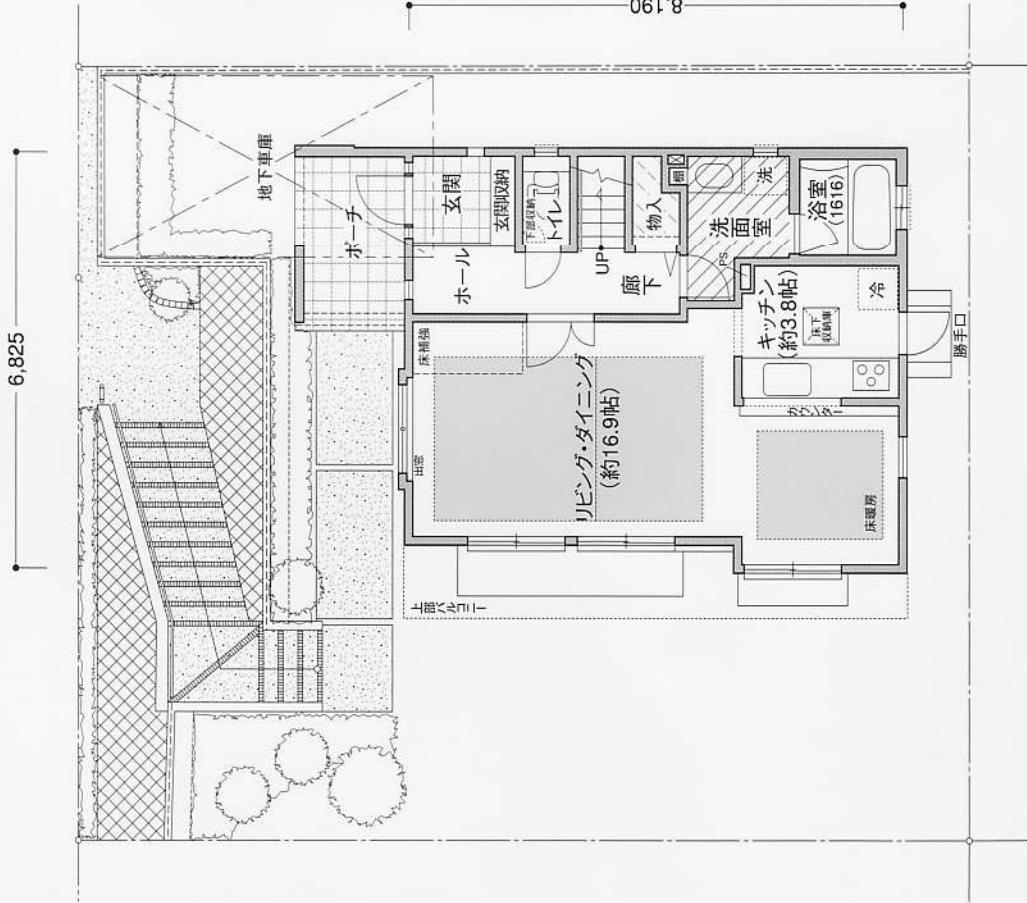 6,825
8,190
地下車庫
ポーチ
玄関
玄関収納
下部収納
トイレ
ホール
UP
廊下
物入
棚
洗
洗面室
PS
浴室
(1616)
キッチン
(約3.8帖)
床下
収納庫
冷
勝手口
カウンター
リビング・ダイニング
(約16.9帖)
床補強
出窓
床暖房
上部バルコニー